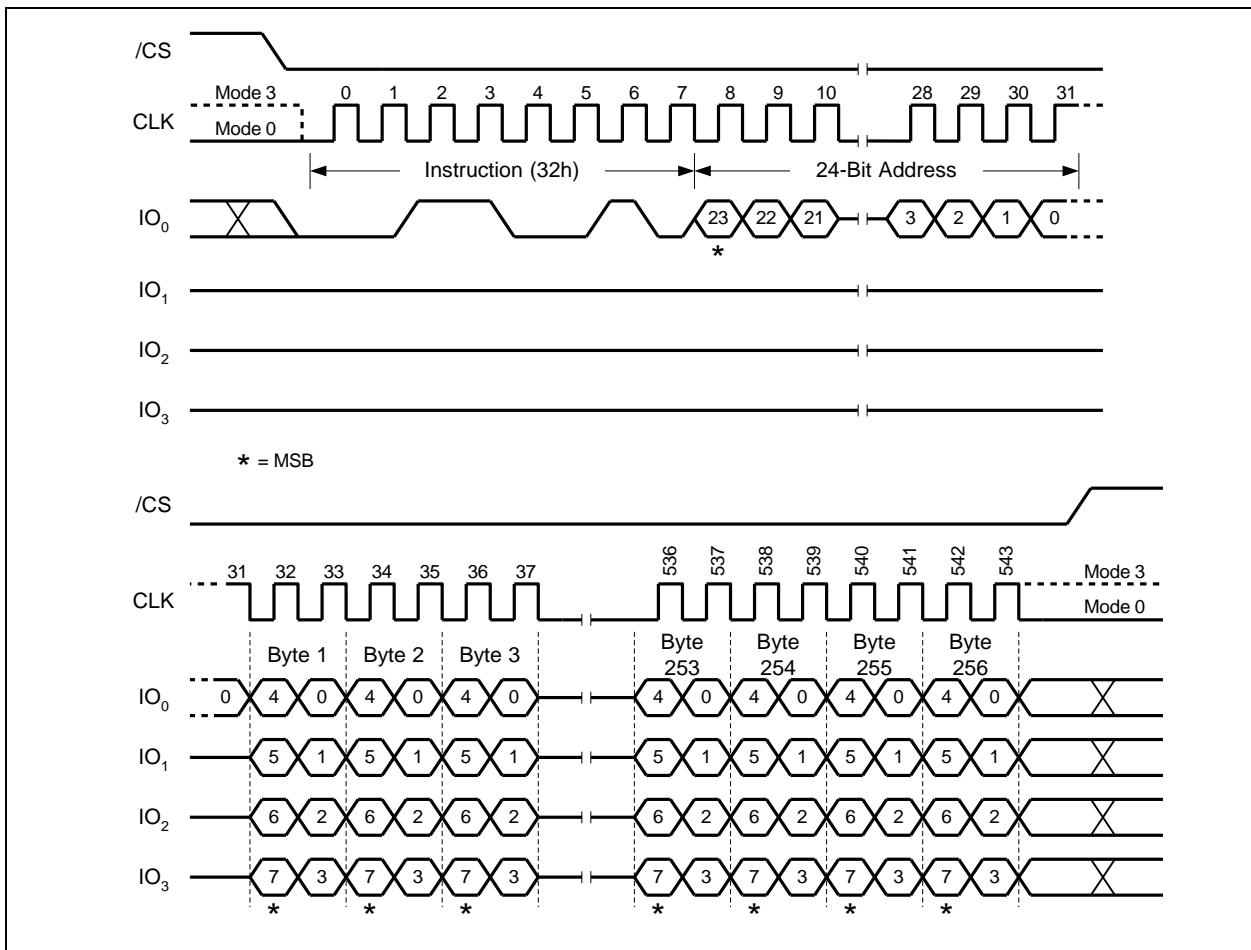 /CS
Mode 3 0 1 2 3 4 5 6 7 8 9 10 28 29 30 31
CLK Mode 0
Instruction (32h) 24-Bit Address
IO0 23 22 21 3 2 1 0
*
IO1
IO2
IO3
* = MSB
/CS
536 537 538 539 540 541 542 543
31 32 33 34 35 36 37 Mode 3
CLK Mode 0
Byte 1 Byte 2 Byte 3 Byte 253 Byte 254 Byte 255 Byte 256
IO0 0 4 0 4 0 4 0 4 0 4 0 4 0 4 0
IO1 5 1 5 1 5 1 5 1 5 1 5 1 5 1
IO2 6 2 6 2 6 2 6 2 6 2 6 2 6 2
IO3 7 3 7 3 7 3 7 3 7 3 7 3 7 3
* * * * * * *